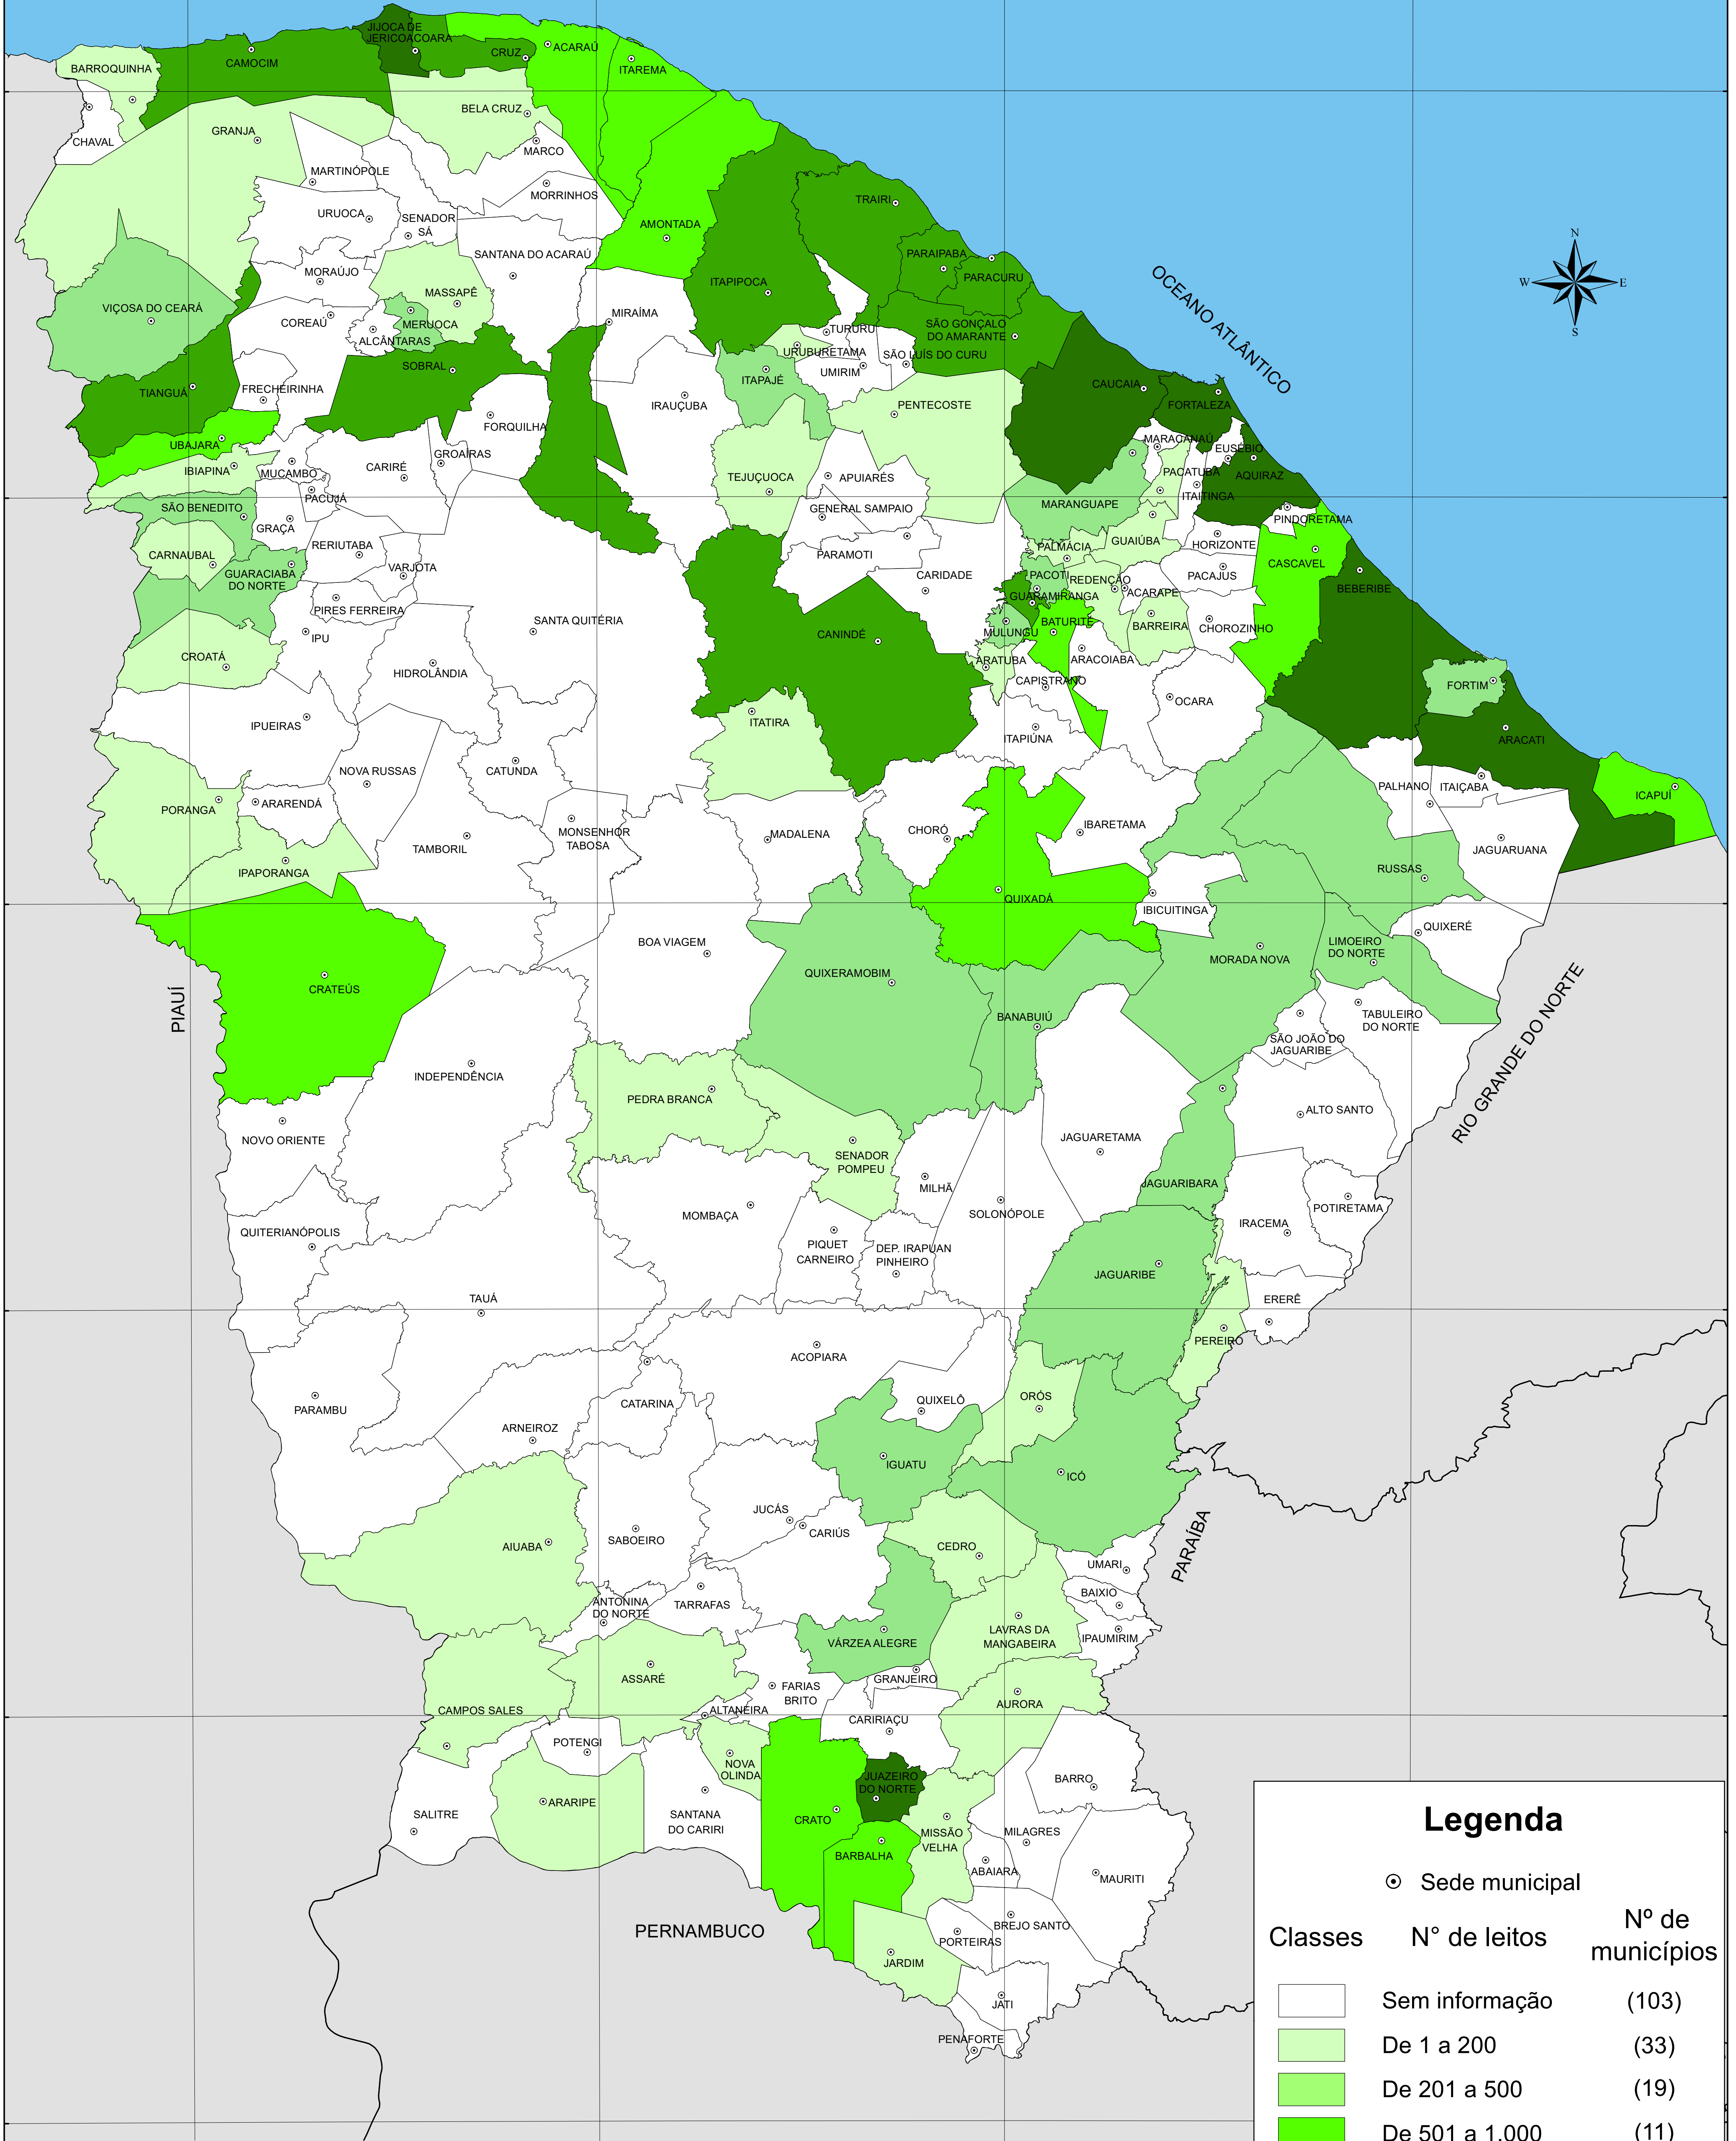 JIJOCA DE
JERICOACOARA
CRUZ
ACARAÚ
BARROQUINHA
CAMOCIM
ITAREMA
BELA CRUZ
CHAVAL
GRANJA
MARCO
MARTINÓPOLE
MORRINHOS
TRAIRI
URUOCA
SENADOR
SÁ
AMONTADA
N
W
E
S
SANTANA DO ACARAÚ
PARAIPABA
MORAÚJO
PARACURU
OCEANO ATLÂNTICO
MASSAPÊ
ITAPIPOCA
VIÇOSA DO CEARÁ
MIRAÍMA
COREAÚ
MERUOCA
TURURU
SÃO GONÇALO
DO AMARANTE
ALCÂNTARAS
URUBURETAMA
SÃO LUÍS DO CURU
SOBRAL
UMIRIM
ITAPAJÉ
CAUCAIA
TIANGUÁ
FRECHEIRINHA
IRAUÇUBA
PENTECOSTE
FORTALEZA
FORQUILHA
UBAJARA
MARACANAÚ
EUSÉBIO
GROAÍRAS
IBIAPINA
MUCAMBO
CARIRÉ
TEJUÇUOCA
APUIARÉS
PACATUBA
AQUIRAZ
PACUJÁ
ITAITINGA
SÃO BENEDITO
MARANGUAPE
GENERAL SAMPAIO
GRAÇA
PINDORETAMA
CARNAUBAL
RERIUTABA
PARAMOTI
PALMÁCIA
GUAIÚBA
HORIZONTE
CASCAVEL
GUARACIABA
DO NORTE
VARJOTA
CARIDADE
PACOTI
REDENÇÃO
PACAJUS
BEBERIBE
ACARAPE
GUARAMIRANGA
PIRES FERREIRA
SANTA QUITÉRIA
BATURITÉ
BARREIRA
CHOROZINHO
IPU
CANINDÉ
MULUNGU
CROATÁ
ARATUBA
ARACOIABA
HIDROLÂNDIA
CAPISTRANO
FORTIM
OCARA
IPUEIRAS
ITATIRA
ITAPIÚNA
ARACATI
NOVA RUSSAS
CATUNDA
PALHANO
ITAIÇABA
ICAPUÍ
PORANGA
ARARENDÁ
MONSENHOR
TABOSA
MADALENA
CHORÓ
IBARETAMA
TAMBORIL
JAGUARUANA
IPAPORANGA
RUSSAS
QUIXADÁ
IBICUITINGA
QUIXERÉ
BOA VIAGEM
LIMOEIRO
DO NORTE
MORADA NOVA
QUIXERAMOBIM
CRATEÚS
PIAUÍ
BANABUIÚ
TABULEIRO
DO NORTE
SÃO JOÃO DO
JAGUARIBE
RIO GRANDE DO NORTE
INDEPENDÊNCIA
PEDRA BRANCA
ALTO SANTO
NOVO ORIENTE
JAGUARETAMA
SENADOR
POMPEU
JAGUARIBARA
MILHÃ
POTIRETAMA
SOLONÓPOLE
MOMBAÇA
IRACEMA
QUITERIANÓPOLIS
PIQUET
CARNEIRO
DEP. IRAPUAN
PINHEIRO
JAGUARIBE
TAUÁ
ERERÊ
PEREIRO
ACOPIARA
ORÓS
QUIXELÔ
CATARINA
PARAMBU
ARNEIROZ
IGUATU
ICÓ
JUCÁS
CARIÚS
SABOEIRO
AIUABA
CEDRO
PARAÍBA
UMARI
BAIXIO
ANTONINA
DO NORTE
TARRAFAS
LAVRAS DA
MANGABEIRA
IPAUMIRIM
VÁRZEA ALEGRE
ASSARÉ
GRANJEIRO
FARIAS
BRITO
AURORA
CAMPOS SALES
ALTANEIRA
CARIRIAÇU
POTENGI
NOVA
OLINDA
JUAZEIRO
DO NORTE
BARRO
ARARIPE
SALITRE
SANTANA
DO CARIRI
CRATO
MISSÃO
VELHA
MILAGRES
BARBALHA
ABAIARA
MAURITI
PERNAMBUCO
BREJO SANTO
PORTEIRAS
JARDIM
JATI
PENAFORTE
Legenda
Sede municipal
Classes N° de leitos Nº de
municípios
Sem informação (103)
De 1 a 200 (33)
De 201 a 500 (19)
De 501 a 1.000 (11)